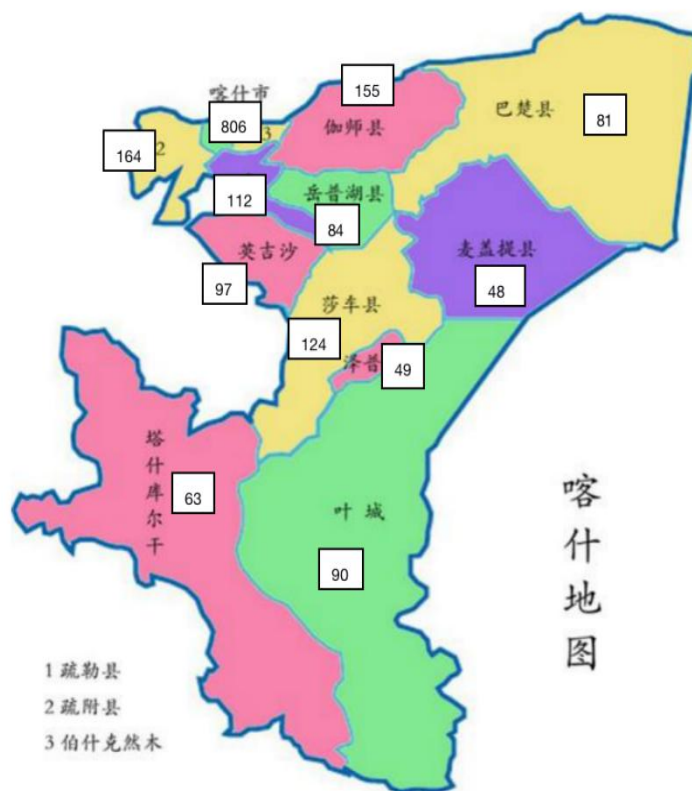 喀什市
155
巴楚县
81
806
3
伽师县
164
2
112
岳普湖县
84
英吉沙
97
麦盖提县
48
莎车县
124
泽普
49
塔什库尔干
63
叶城
90
喀什地图
1 疏勒县
2 疏附县
3 伯什克然木